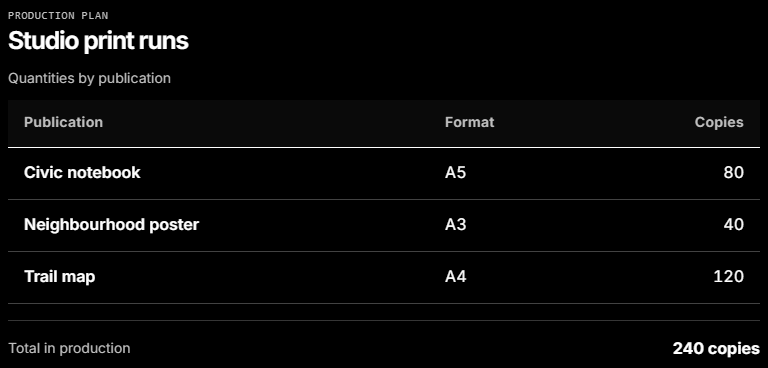 PRODUCTION PLAN
Studio print runs
Quantities by publication
Publication Format Copies
Civic notebook A5 80
Neighbourhood poster A3 40
Trail map A4 120
Total in production 240 copies